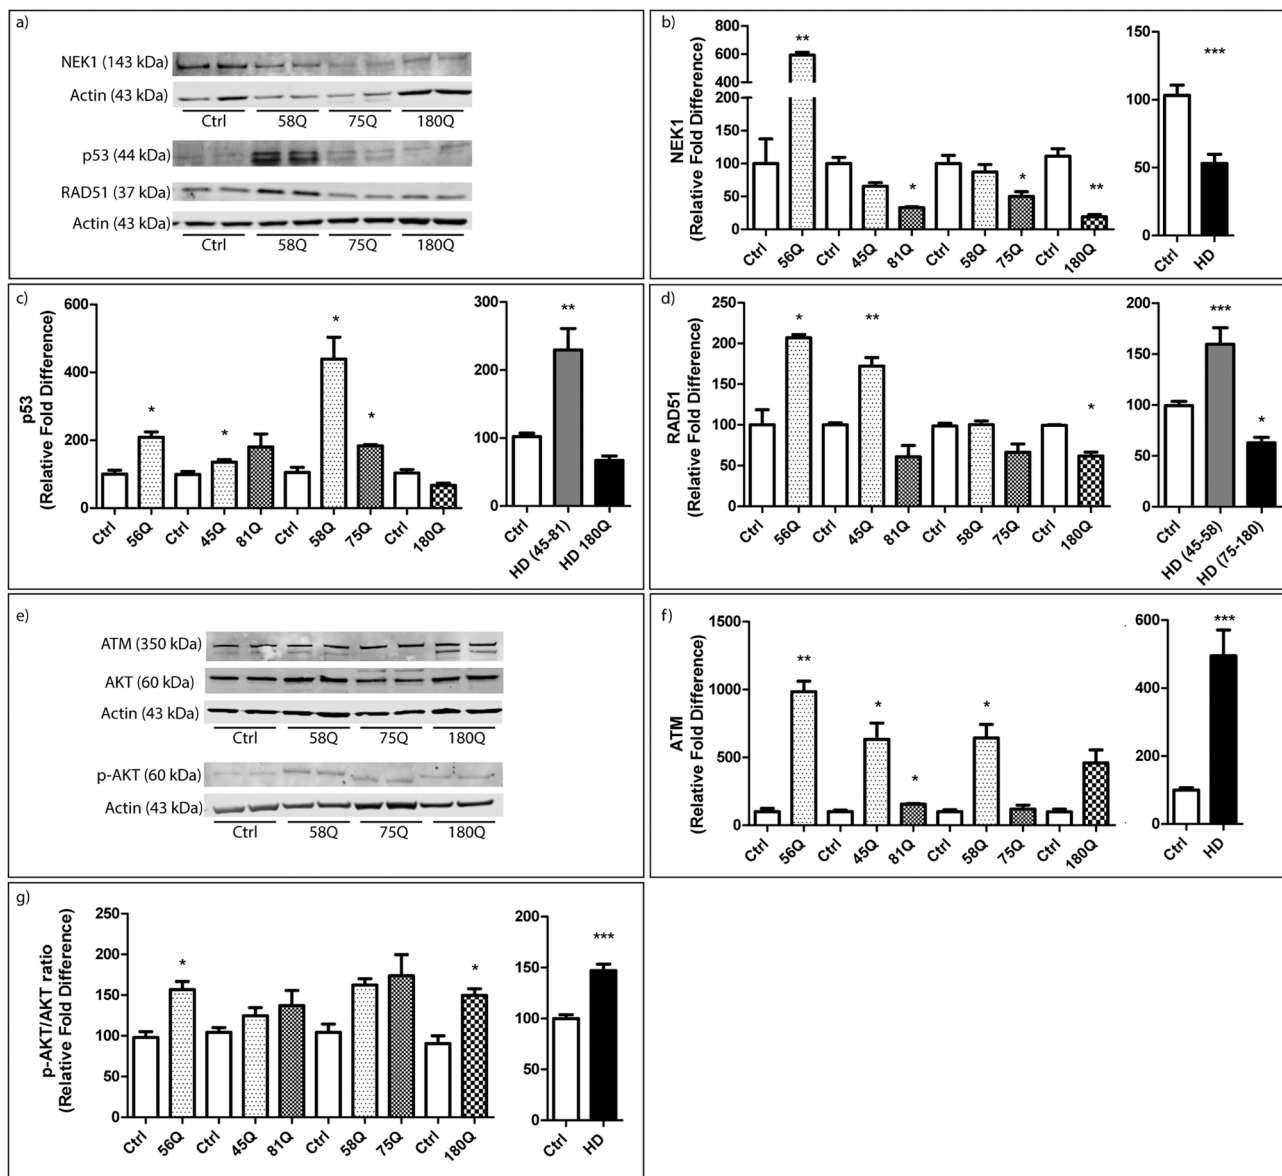 a)
NEK1 (143 kDa)
Actin (43 kDa)
Ctrl 58Q 75Q 180Q
p53 (44 kDa)
RAD51 (37 kDa)
Actin (43 kDa)
Ctrl 58Q 75Q 180Q
b)
NEK1
(Relative Fold Difference)
800
600
400
200
100
150
100
50
0
**
*
*
**
Ctrl 56Q Ctrl 45Q 81Q Ctrl 58Q 75Q Ctrl 180Q
150
100
50
0
***
Ctrl HD
c)
p53
(Relative Fold Difference)
600
400
200
0
*
*
*
*
Ctrl 56Q Ctrl 45Q 81Q Ctrl 58Q 75Q Ctrl 180Q
300
200
100
0
**
Ctrl HD (45-81) HD 180Q
d)
RAD51
(Relative Fold Difference)
250
200
150
100
50
0
*
**
*
Ctrl 56Q Ctrl 45Q 81Q Ctrl 58Q 75Q Ctrl 180Q
200
150
100
50
0
***
*
Ctrl HD (45-58) HD (75-180)
e)
ATM (350 kDa)
AKT (60 kDa)
Actin (43 kDa)
Ctrl 58Q 75Q 180Q
p-AKT (60 kDa)
Actin (43 kDa)
Ctrl 58Q 75Q 180Q
f)
ATM
(Relative Fold Difference)
1500
1000
500
0
**
*
*
*
Ctrl 56Q Ctrl 45Q 81Q Ctrl 58Q 75Q Ctrl 180Q
600
400
200
0
***
Ctrl HD
g)
p-AKT/AKT ratio
(Relative Fold Difference)
250
200
150
100
50
0
*
*
Ctrl 56Q Ctrl 45Q 81Q Ctrl 58Q 75Q Ctrl 180Q
200
150
100
50
0
***
Ctrl HD